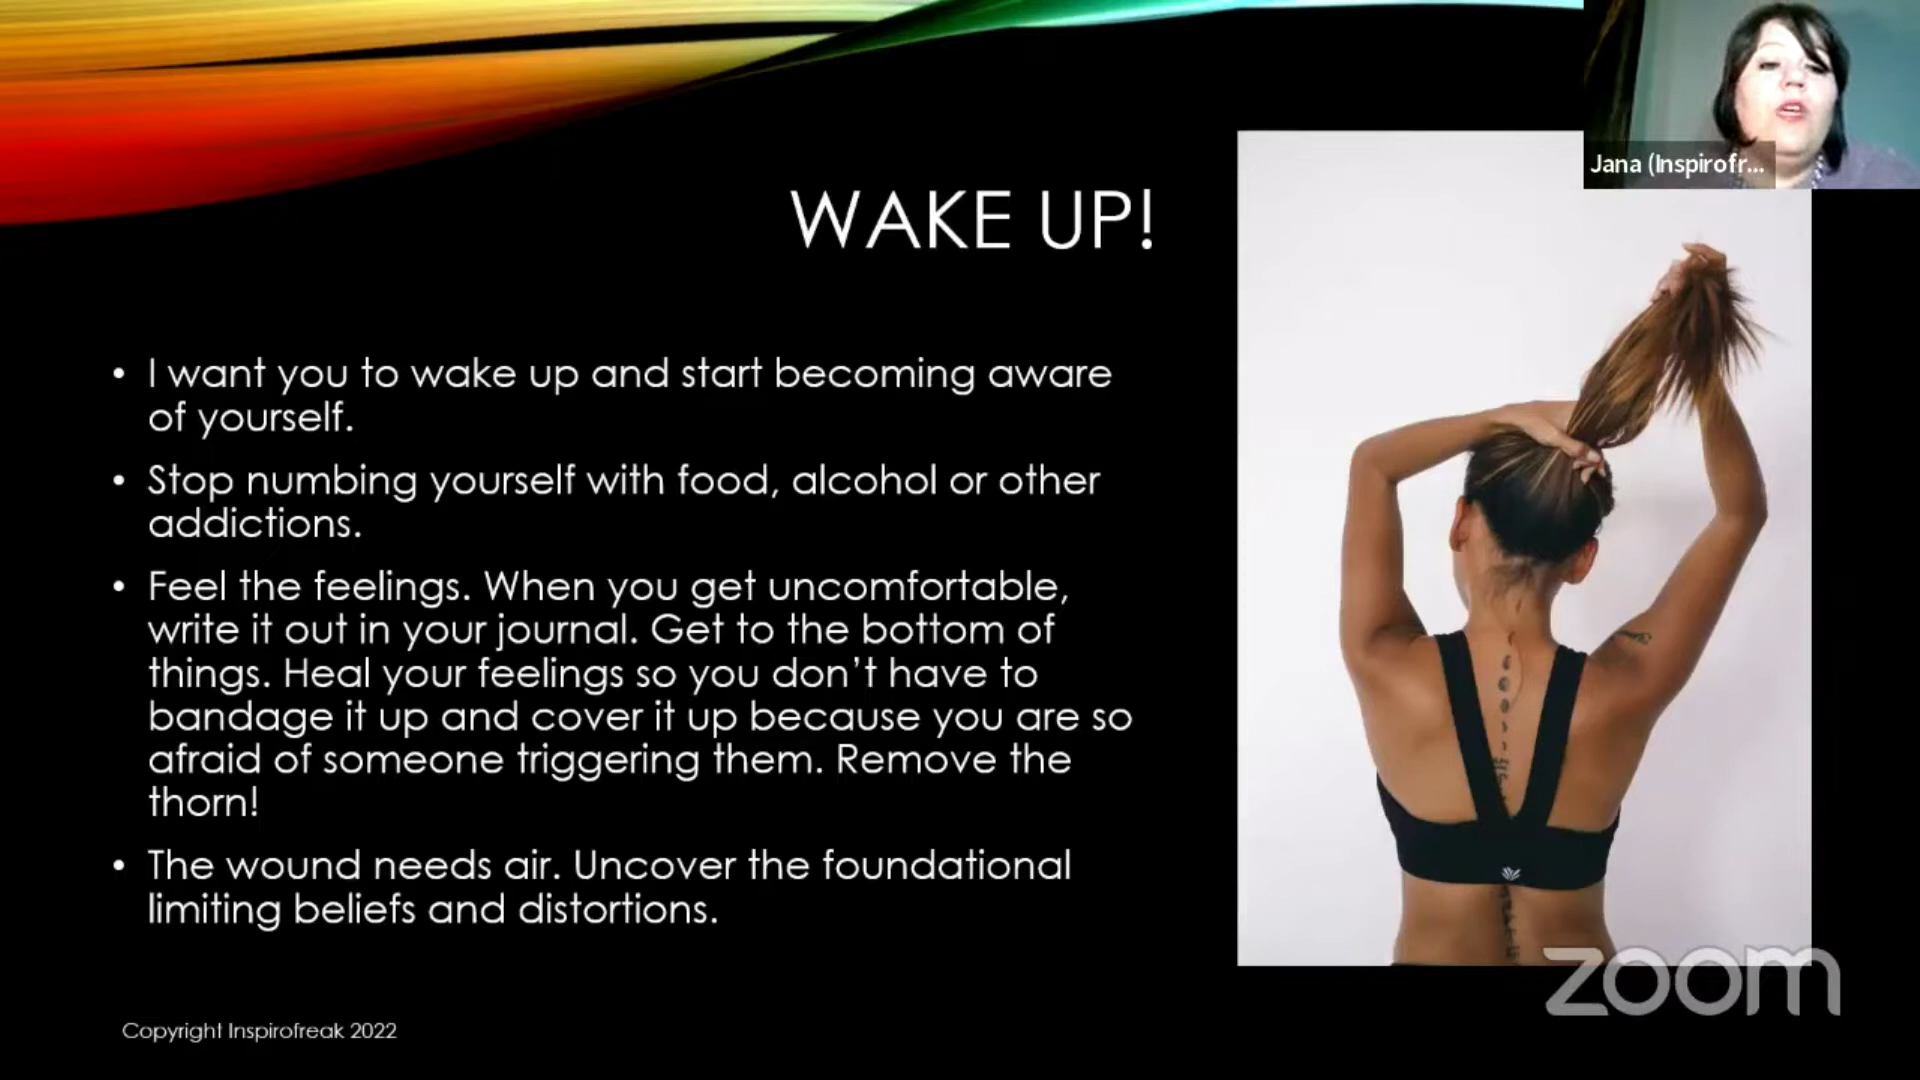 Jana (Inspirofr...
WAKE UP!
• I want you to wake up and start becoming aware
of yourself.
• Stop numbing yourself with food, alcohol or other
addictions.
• Feel the feelings. When you get uncomfortable,
write it out in your journal. Get to the bottom of
things. Heal your feelings so you don’t have to
bandage it up and cover it up because you are so
afraid of someone triggering them. Remove the
thorn!
• The wound needs air. Uncover the foundational
limiting beliefs and distortions.
zoom
Copyright Inspirofreak 2022